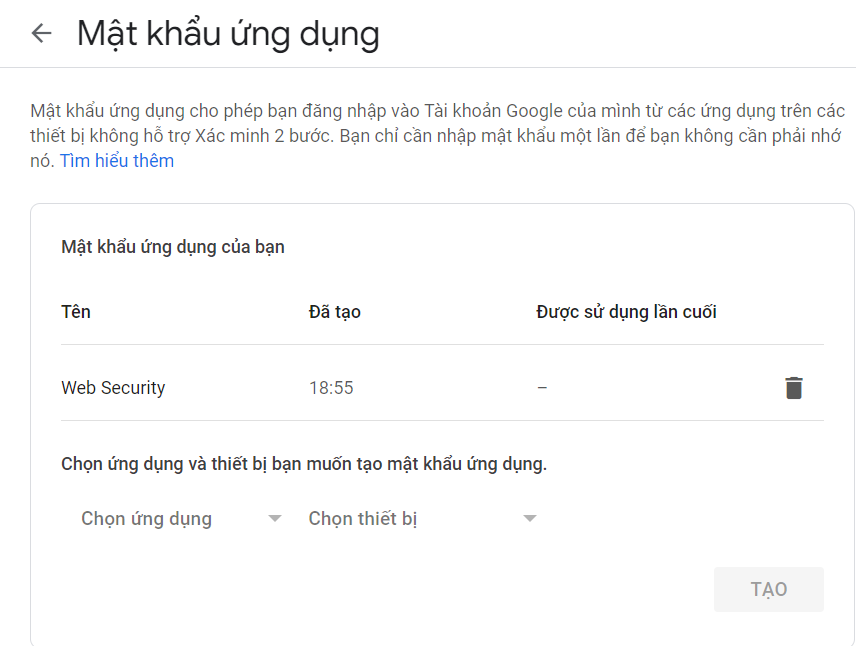 Mật khẩu ứng dụng
Mật khẩu ứng dụng cho phép bạn đăng nhập vào Tài khoản Google của mình từ các ứng dụng trên các
thiết bị không hỗ trợ Xác minh 2 bước. Bạn chỉ cần nhập mật khẩu một lần để bạn không cần phải nhớ
nó. Tìm hiểu thêm
Mật khẩu ứng dụng của bạn
Tên Đã tạo Được sử dụng lần cuối
Web Security 18:55 –
Chọn ứng dụng và thiết bị bạn muốn tạo mật khẩu ứng dụng.
Chọn ứng dụng Chọn thiết bị
TẠO